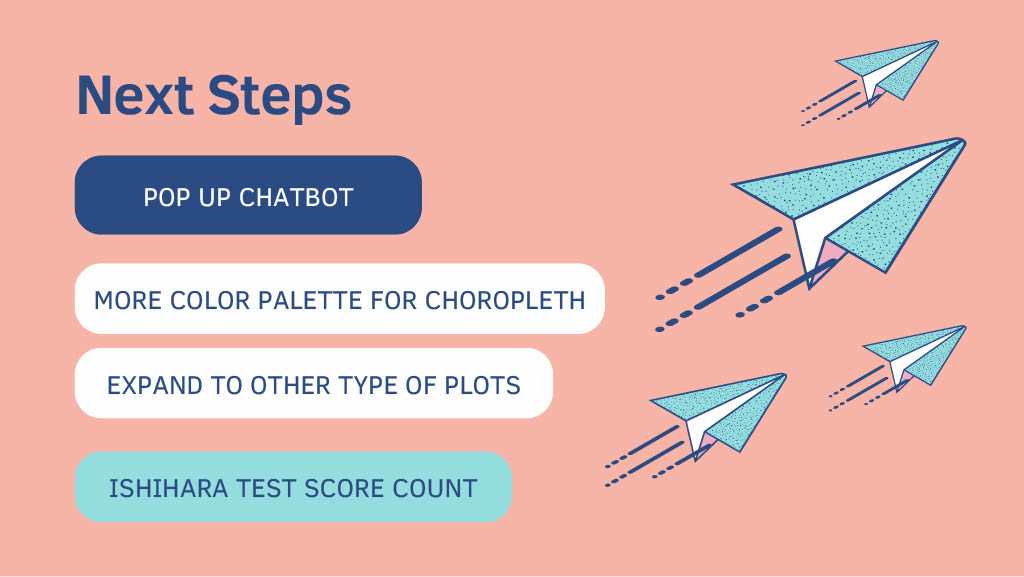 Next Steps
POP UP CHATBOT
MORE COLOR PALETTE FOR CHOROPLETH
EXPAND TO OTHER TYPE OF PLOTS
ISHIHARA TEST SCORE COUNT